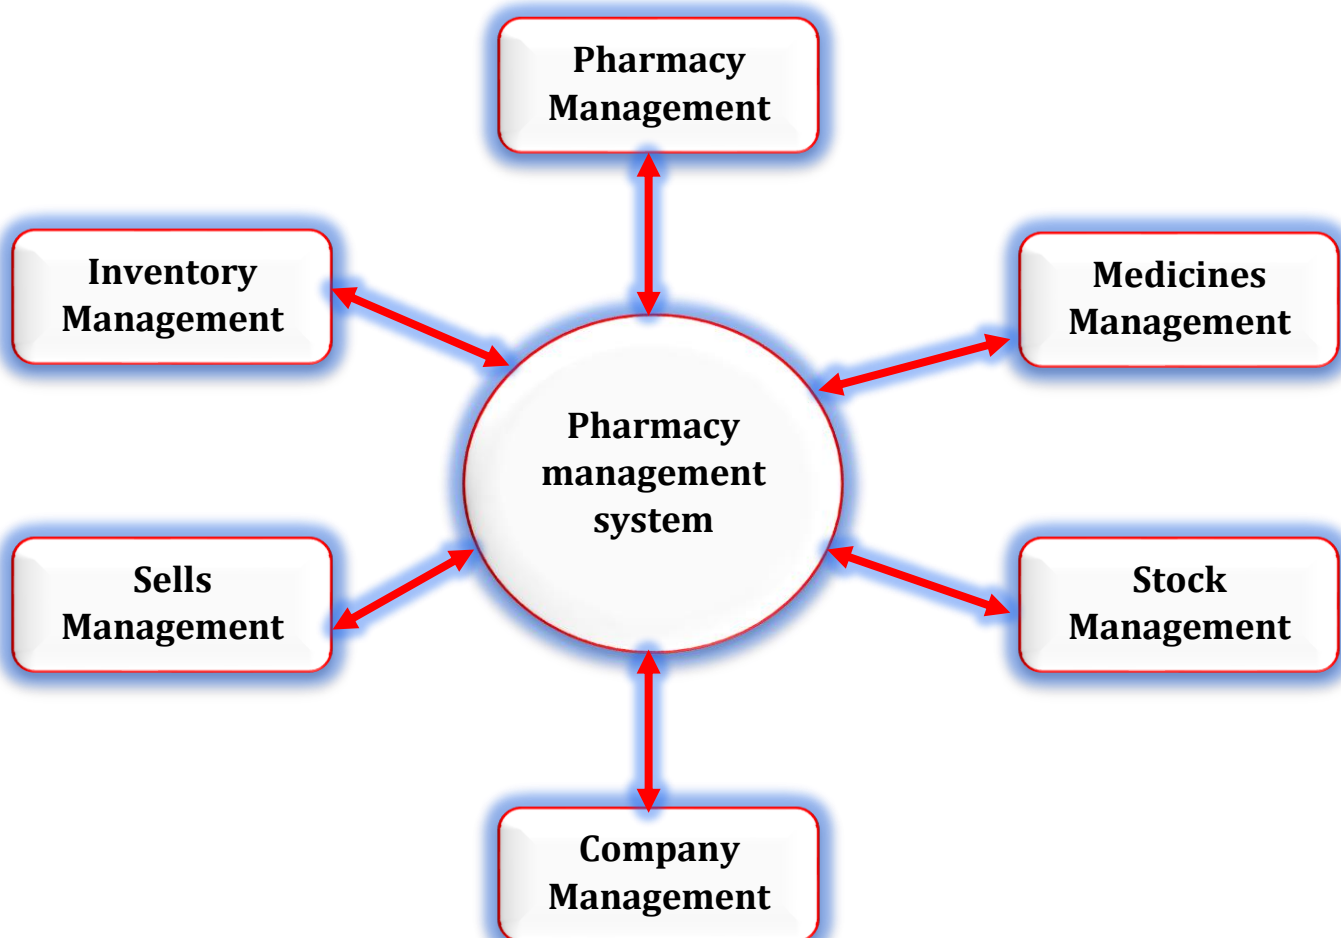 Pharmacy
Management
Inventory
Management
Medicines
Management
Pharmacy
management
system
Sells
Management
Stock
Management
Company
Management